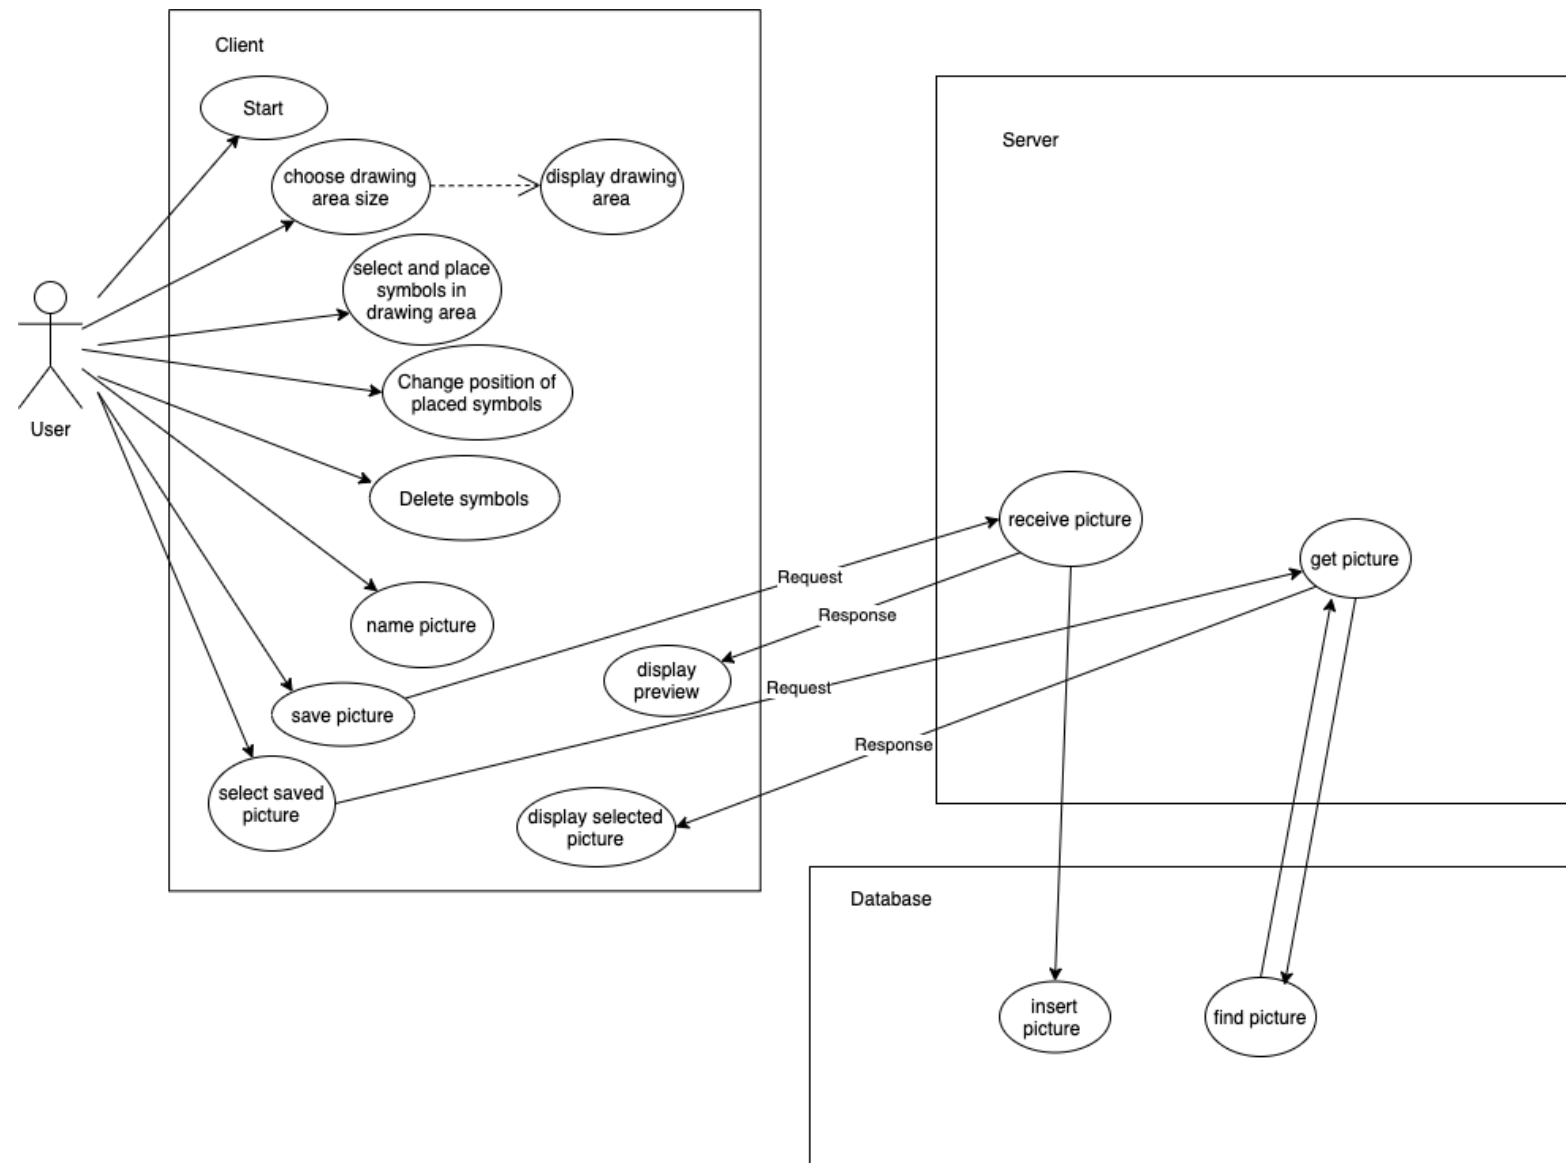 Client
Start
choose drawing
area size
display drawing
area
Server
select and place
symbols in
drawing area
Change position of
placed symbols
User
Delete symbols
receive picture
get picture
Request
Response
name picture
display
preview
Request
save picture
Response
select saved
picture
display selected
picture
Database
insert
picture
find picture